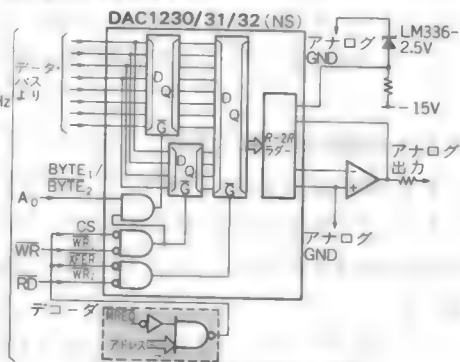 DAC1230/31/32 (NS)
アナログ
GND
LM336-
2.5V
データ・
バス
より
Hz
D
Q
G
D
Q
G
D
Q
G
R-2R
ラダー
-15V
アナログ
出力
BYTE₁/
BYTE₂
A₀
CS
WR
WR
XFER
WR
RD
アナログ
GND
デコーダ
MREQ
アドレス